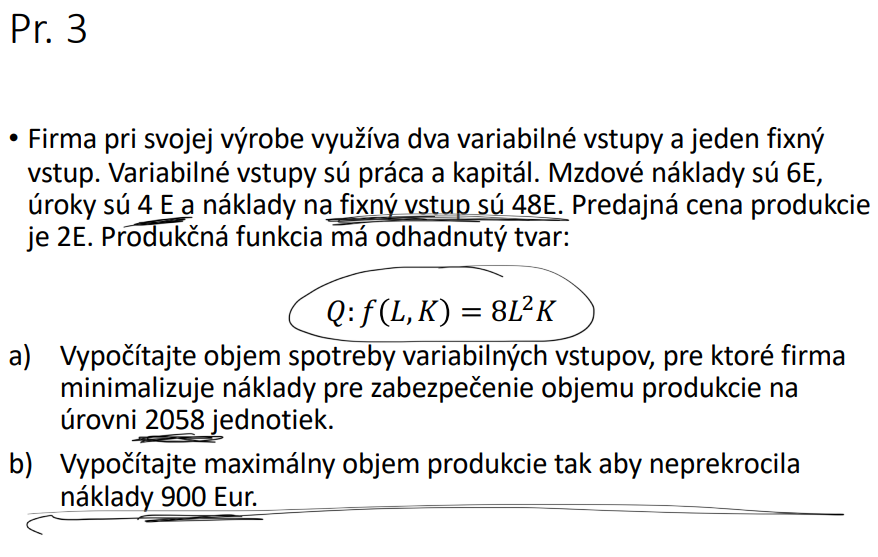 Pr. 3
• Firma pri svojej výrobe využíva dva variabilné vstupy a jeden fixný
vstup. Variabilné vstupy sú práca a kapitál. Mzdové náklady sú 6E,
úroky sú 4 E a náklady na fixný vstup sú 48E. Predajná cena produkcie
je 2E. Produkčná funkcia má odhadnutý tvar:
Q: f(L, K) = 8L²K
a) Vypočítajte objem spotreby variabilných vstupov, pre ktoré firma
minimalizuje náklady pre zabezpečenie objemu produkcie na
úrovni 2058 jednotiek.
b) Vypočítajte maximálny objem produkcie tak aby neprekrocila
náklady 900 Eur.